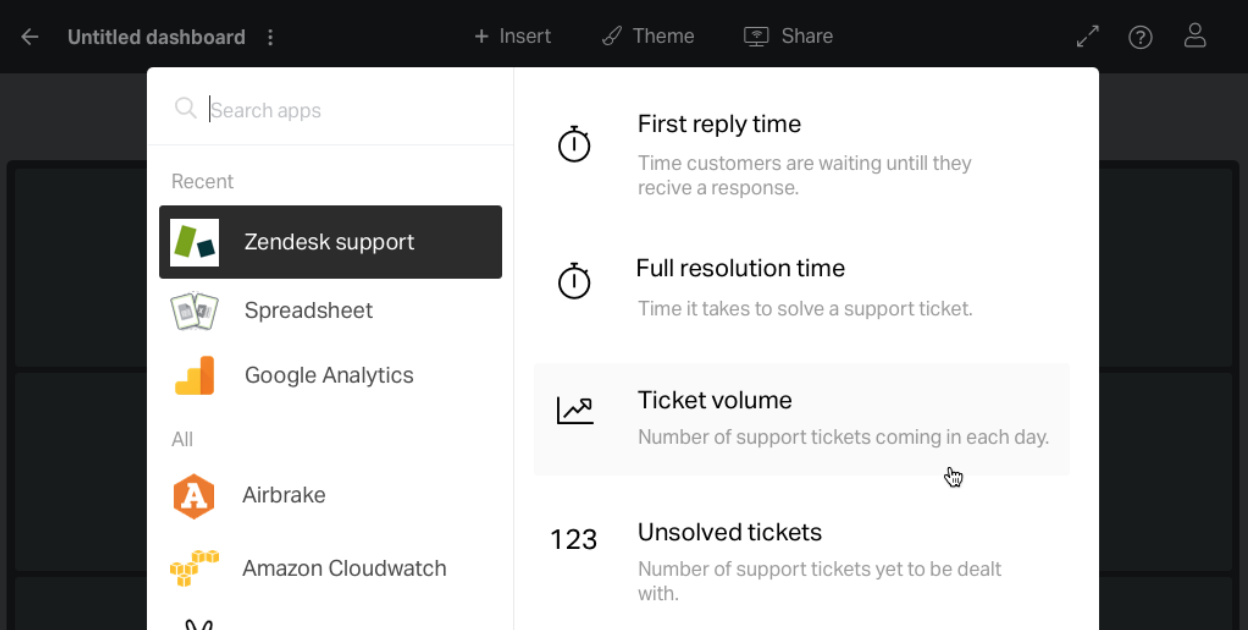 Untitled dashboard
Insert
Theme
Share
Search apps
Recent
Zendesk support
Spreadsheet
Google Analytics
All
Airbrake
Amazon Cloudwatch
First reply time
Time customers are waiting untill they
recive a response.
Full resolution time
Time it takes to solve a support ticket.
Ticket volume
Number of support tickets coming in each day.
123
Unsolved tickets
Number of support tickets yet to be dealt
with.